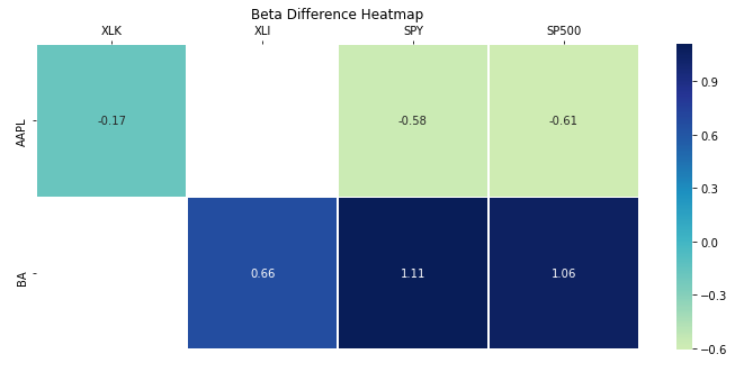 Beta Difference Heatmap
XLK XLI SPY SP500
AAPL -0.17 -0.58 -0.61
BA 0.66 1.11 1.06
0.9
0.6
0.3
0.0
−0.3
−0.6